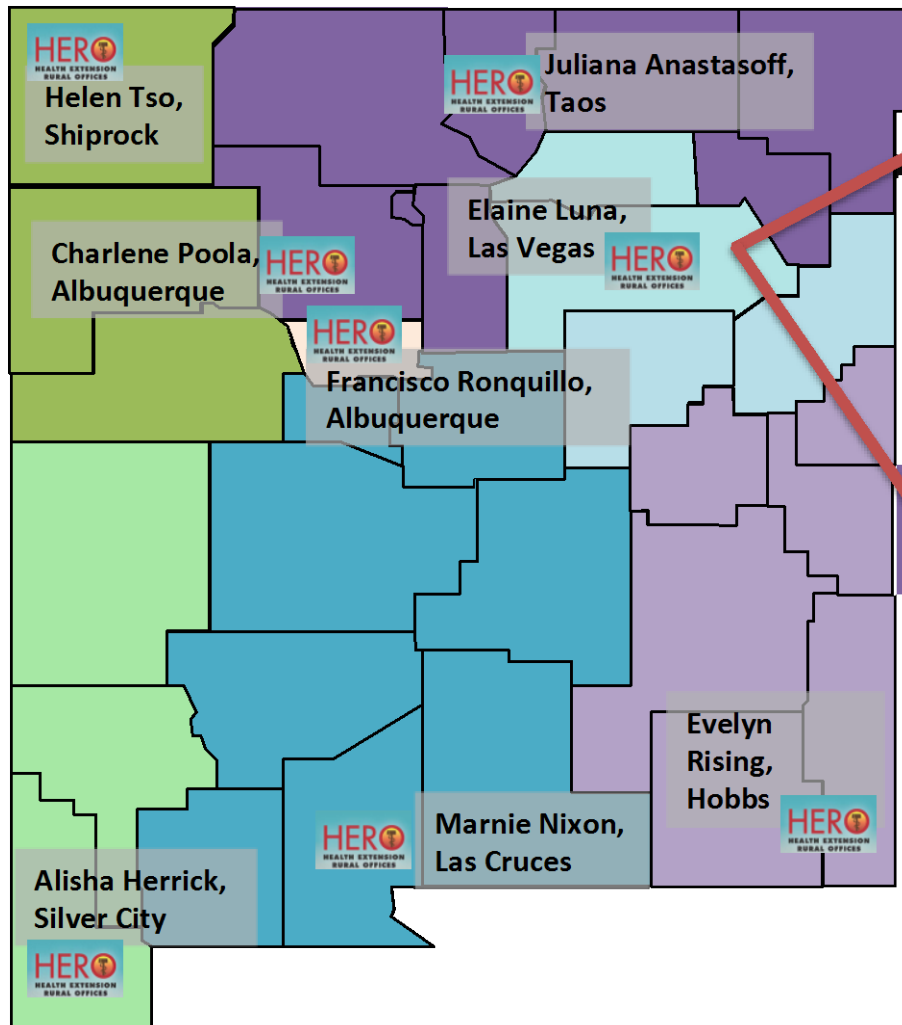 HERO
HEALTH EXTENSION
RURAL OFFICES
Helen Tso,
Shiprock
HERO
HEALTH EXTENSION
RURAL OFFICES
Juliana Anastasoff,
Taos
Elaine Luna,
Las Vegas
HERO
HEALTH EXTENSION
RURAL OFFICES
Charlene Poola,
Albuquerque
HERO
HEALTH EXTENSION
RURAL OFFICES
HERO
HEALTH EXTENSION
RURAL OFFICES
Francisco Ronquillo,
Albuquerque
Evelyn
Rising,
Hobbs
HERO
HEALTH EXTENSION
RURAL OFFICES
HERO
HEALTH EXTENSION
RURAL OFFICES
Marnie Nixon,
Las Cruces
Alisha Herrick,
Silver City
HERO
HEALTH EXTENSION
RURAL OFFICES